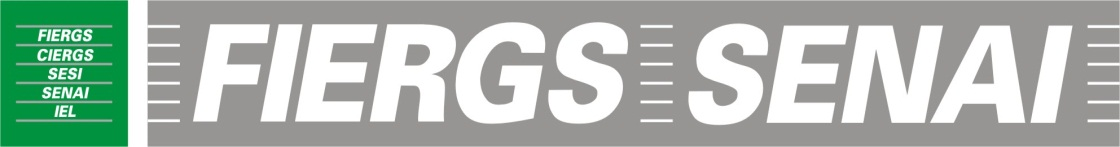 FIERGS
CIERGS
SESI
SENAI
IEL
FIERGS SENAI